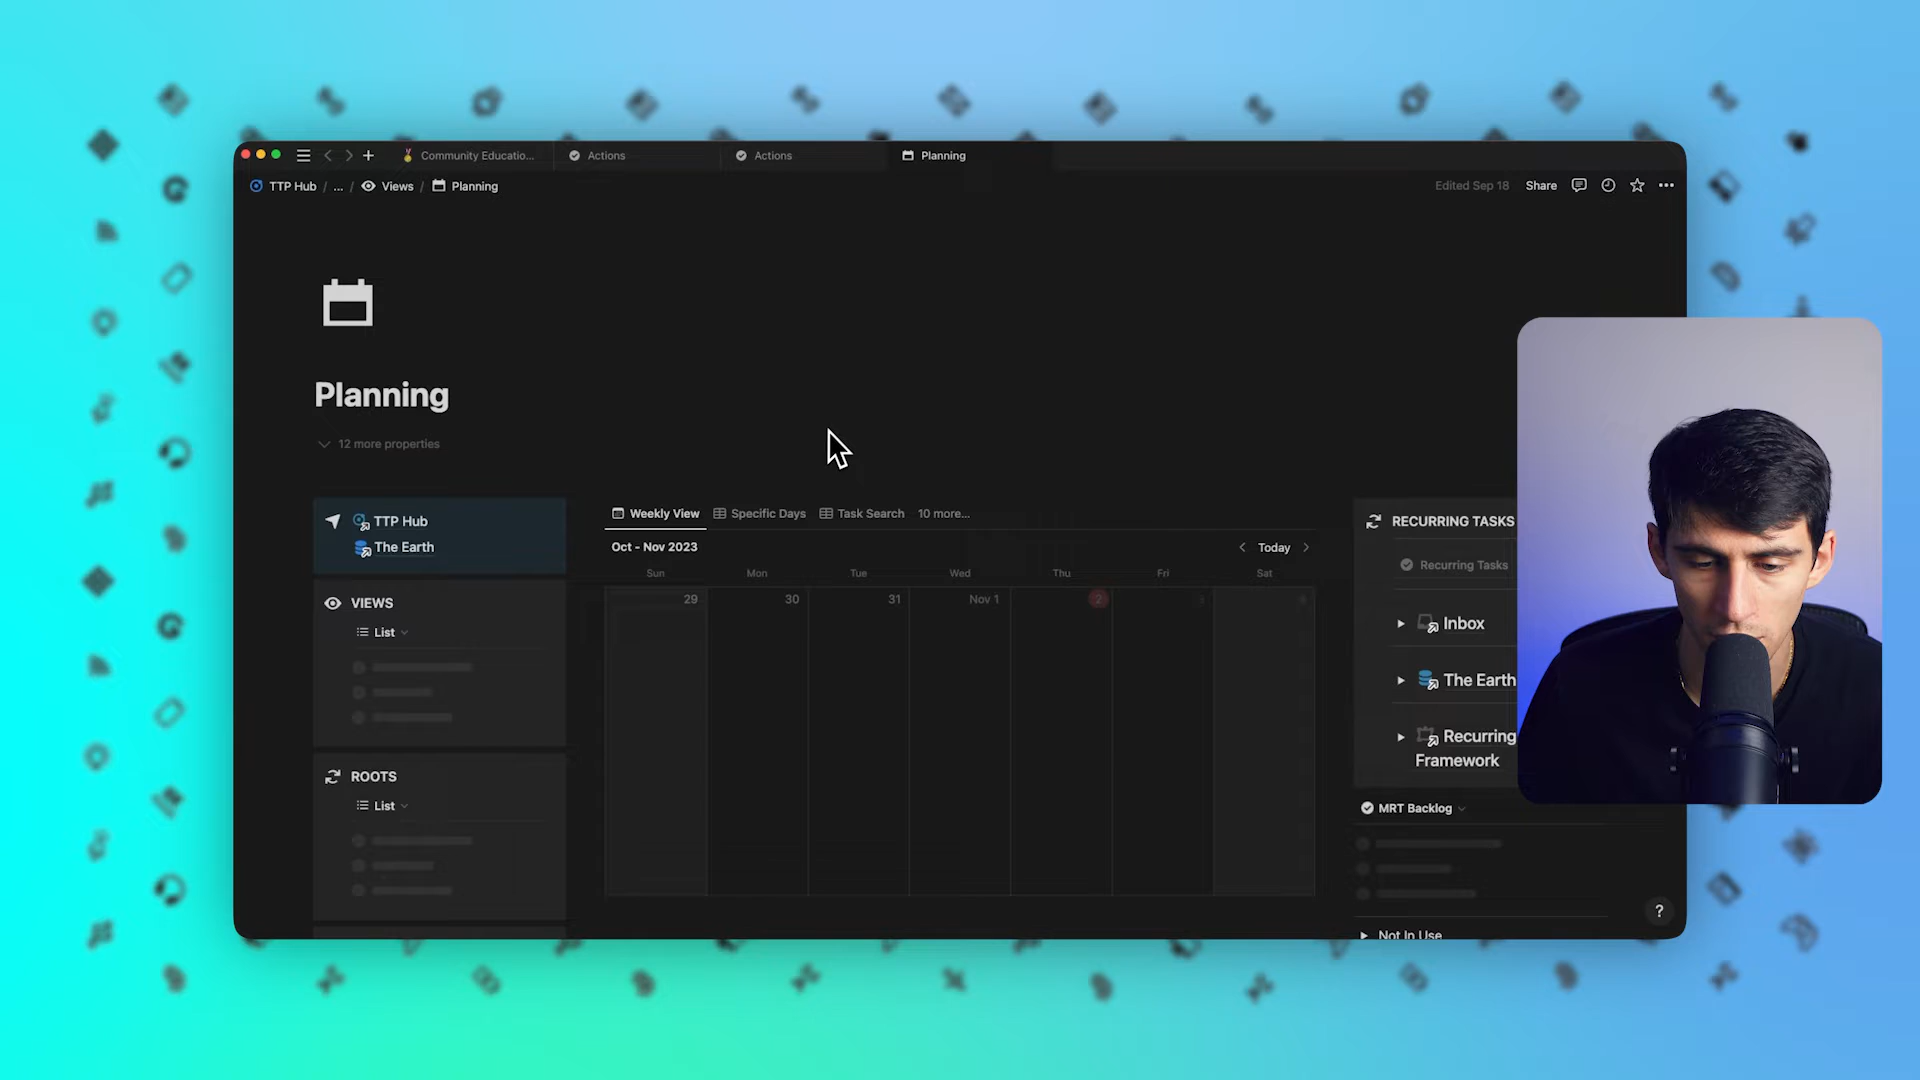 Community Educatio...
Actions
Actions
Planning
TTP Hub / ... / Views / Planning
Edited Sep 18
Share
Planning
12 more properties
TTP Hub
The Earth
VIEWS
List
ROOTS
List
Weekly View
Specific Days
Task Search
10 more...
Oct - Nov 2023
Today
Sun Mon Tue Wed Thu Fri Sat
29 30 31 Nov 1 2 3 4
RECURRING TASKS
Recurring Tasks
Inbox
The Earth
Recurring
Framework
MRT Backlog
Not In Use
?